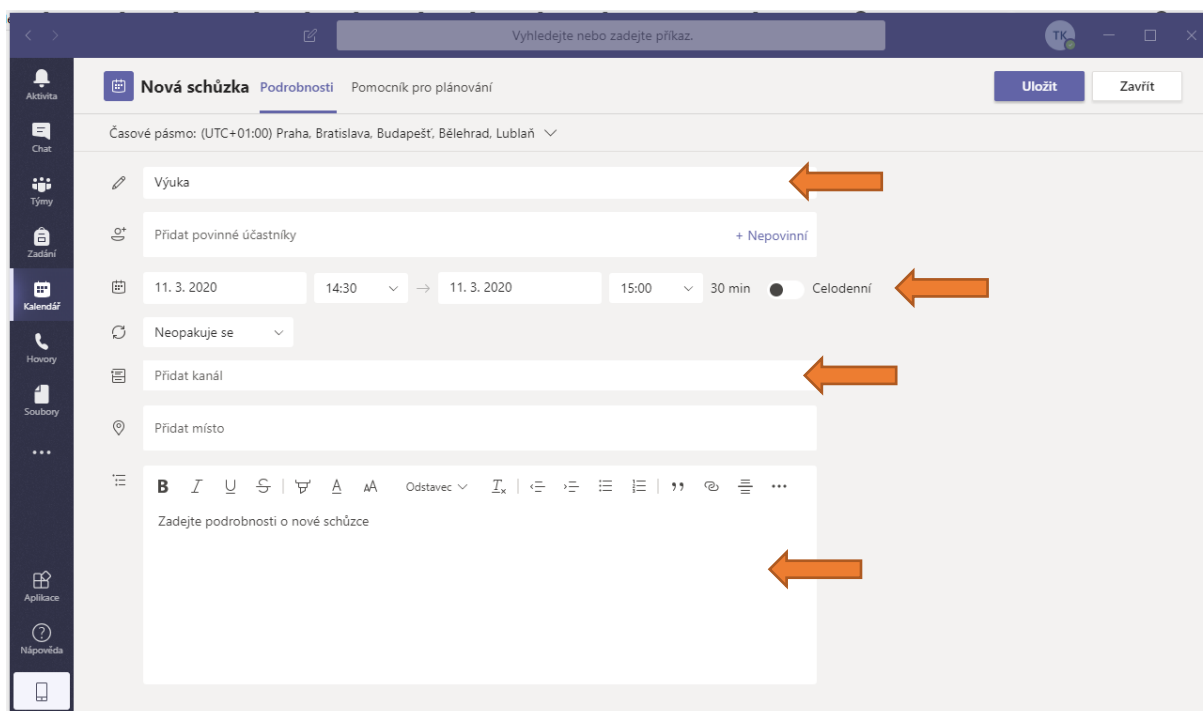 Vyhledejte nebo zadejte příkaz.
TK
Aktivita
Chat
Týmy
Zadání
Kalendář
Hovory
Soubory
Aplikace
Nápověda
Nová schůzka Podrobnosti Pomocník pro plánování
Uložit Zavřít
Časové pásmo: (UTC+01:00) Praha, Bratislava, Budapešť, Bělehrad, Lublaň
Výuka
Přidat povinné účastníky + Nepovinní
11. 3. 2020 14:30 → 11. 3. 2020 15:00 30 min Celodenní
Neopakuje se
Přidat kanál
Přidat místo
B I U S A AA Odstavec Tx
Zadejte podrobnosti o nové schůzce